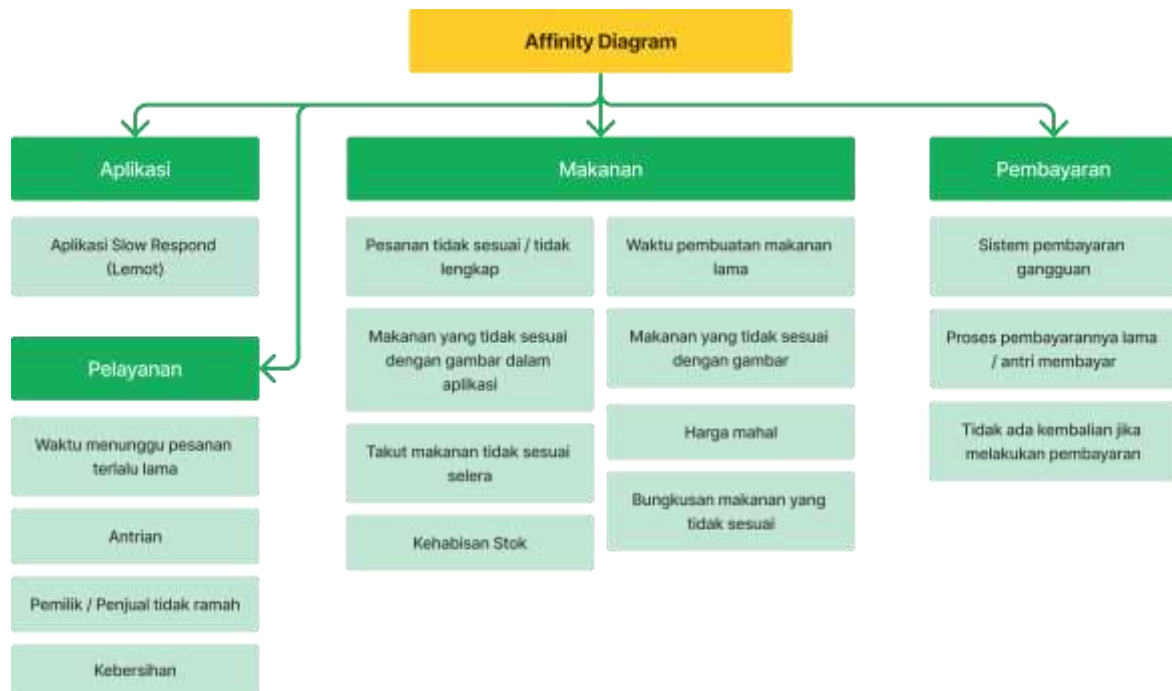 Affinity Diagram
Aplikasi
Aplikasi Slow Respond
(Lemot)
Pelayanan
Waktu menunggu pesanan
terlalu lama
Antrian
Pemilik / Penjual tidak ramah
Kebersihan
Makanan
Pesanan tidak sesuai / tidak
lengkap
Makanan yang tidak sesuai
dengan gambar dalam
aplikasi
Takut makanan tidak sesuai
selera
Kehabisan Stok
Waktu pembuatan makanan
lama
Makanan yang tidak sesuai
dengan gambar
Harga mahal
Bungkusan makanan yang
tidak sesuai
Pembayaran
Sistem pembayaran
gangguan
Proses pembayarannya lama
/ antri membayar
Tidak ada kembalian jika
melakukan pembayaran